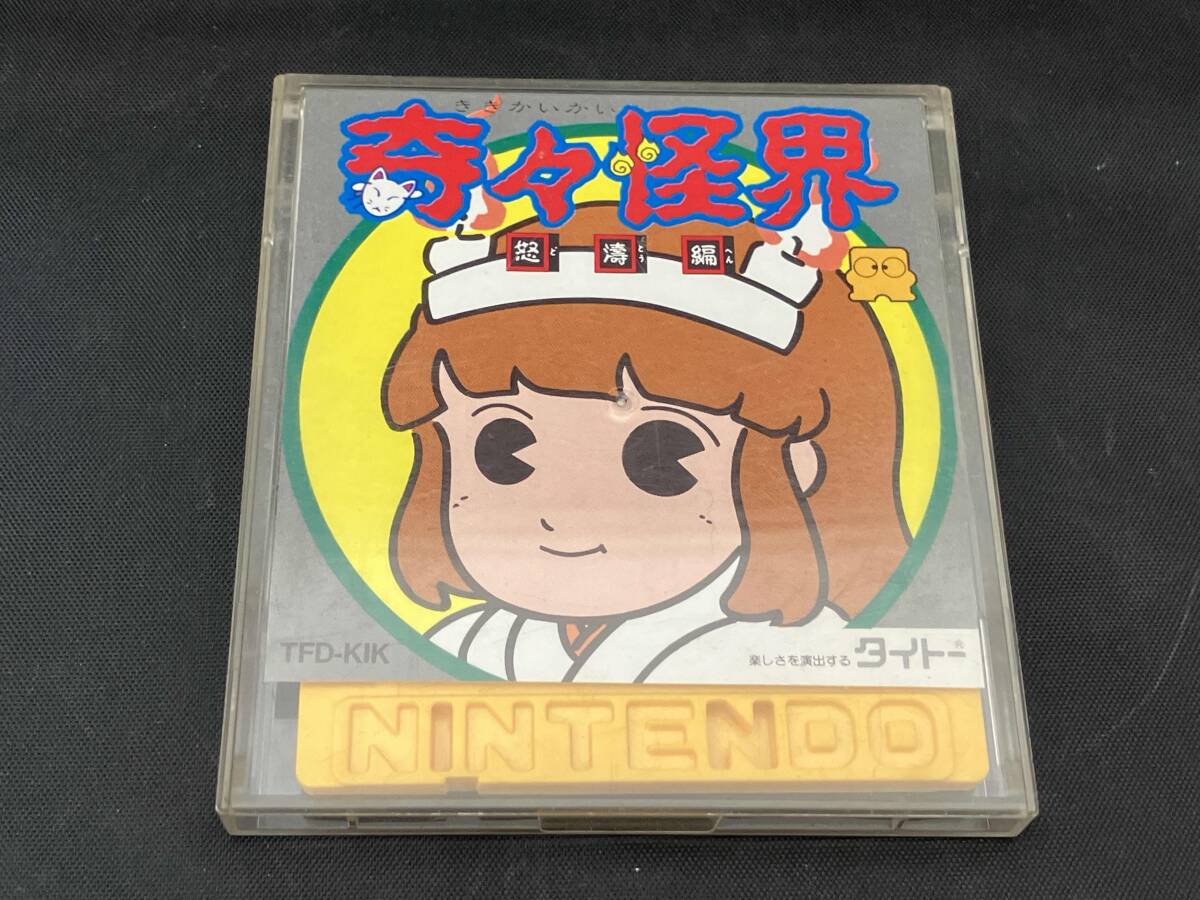 ききかいかい
奇々怪界
怒ど 濤とう 編へん
TFD-KIK
楽しさを演出する タイトー®
NINTENDO